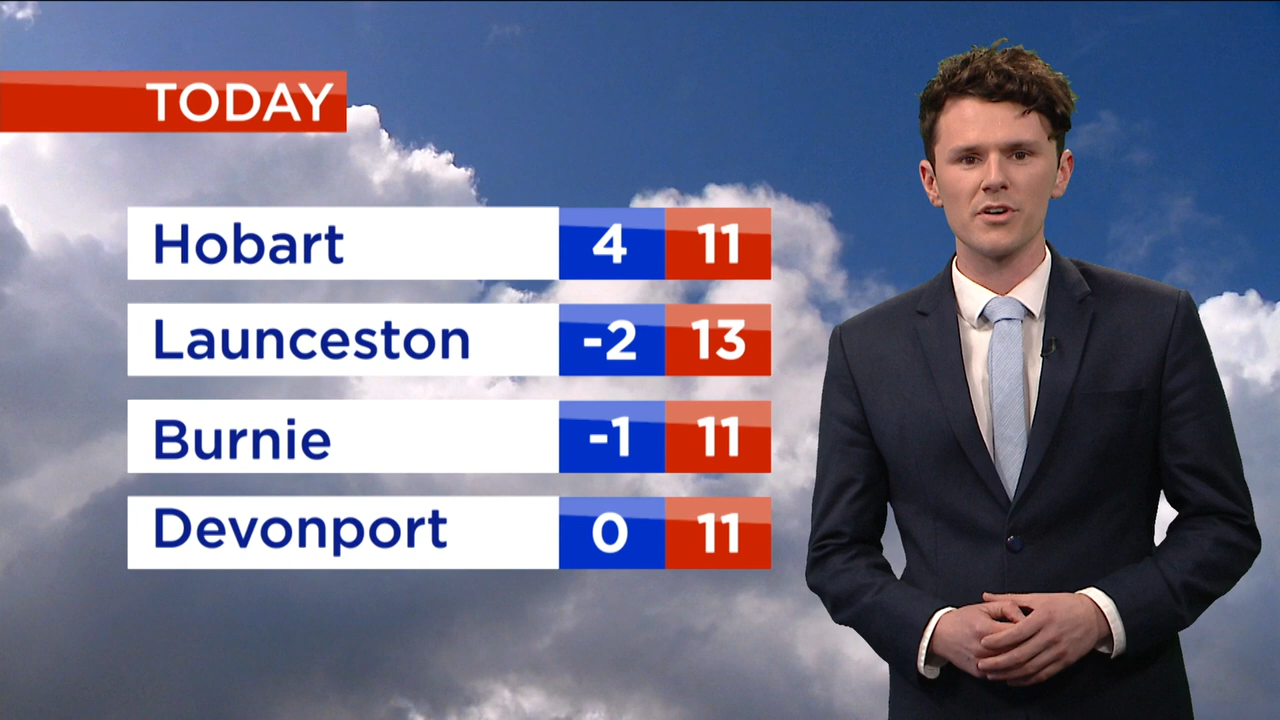 TODAY
Hobart 4 11
Launceston -2 13
Burnie -1 11
Devonport 0 11